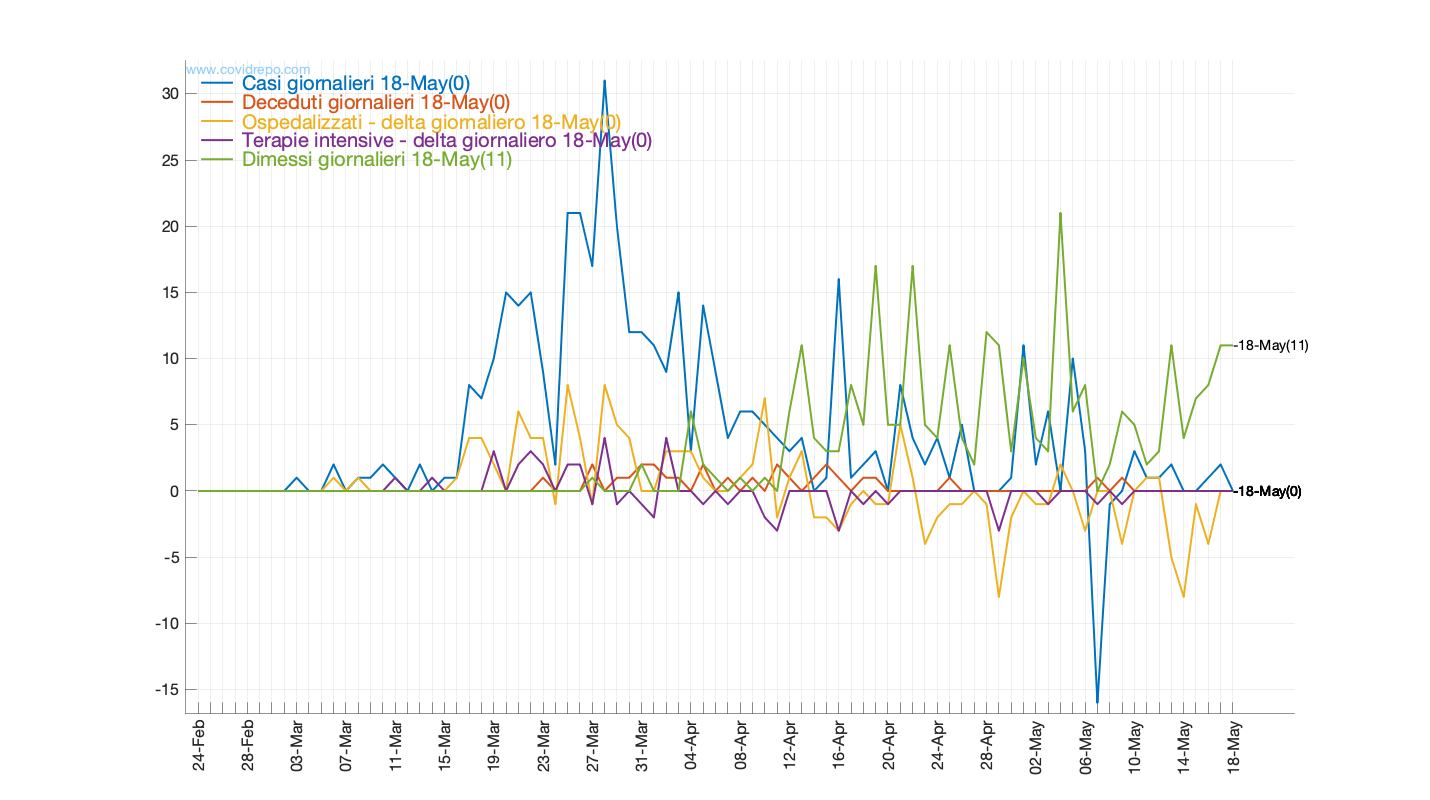 www.covidrepo.com
Casi giornalieri 18-May(0)
Deceduti giornalieri 18-May(0)
Ospedalizzati - delta giornaliero 18-May(0)
Terapie intensive - delta giornaliero 18-May(0)
Dimessi giornalieri 18-May(11)
30
25
20
15
10
5
0
-5
-10
-15
-18-May(11)
-18-May(0)
24-Feb
28-Feb
03-Mar
07-Mar
11-Mar
15-Mar
19-Mar
23-Mar
27-Mar
31-Mar
04-Apr
08-Apr
12-Apr
16-Apr
20-Apr
24-Apr
28-Apr
02-May
06-May
10-May
14-May
18-May